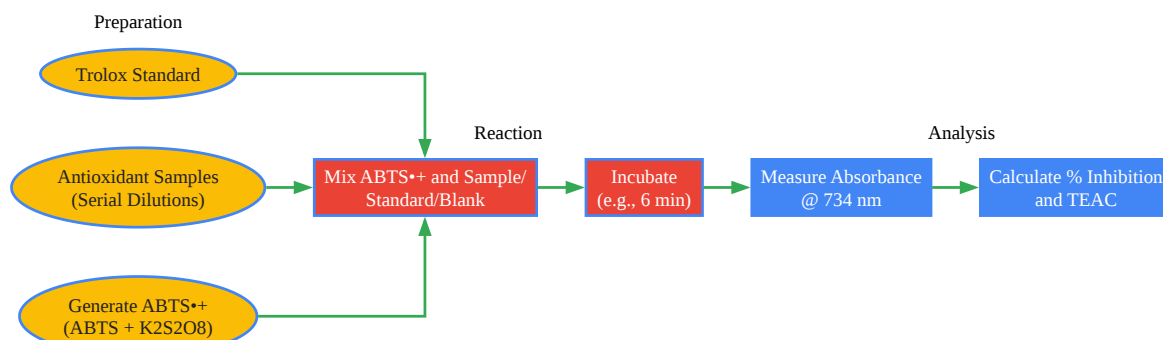 Preparation
Trolox Standard
Reaction
Analysis
Antioxidant Samples
(Serial Dilutions)
Mix ABTS•+ and Sample/
Standard/Blank
Incubate
(e.g., 6 min)
Measure Absorbance
@ 734 nm
Calculate % Inhibition
and TEAC
Generate ABTS•+
(ABTS + K2S2O8)